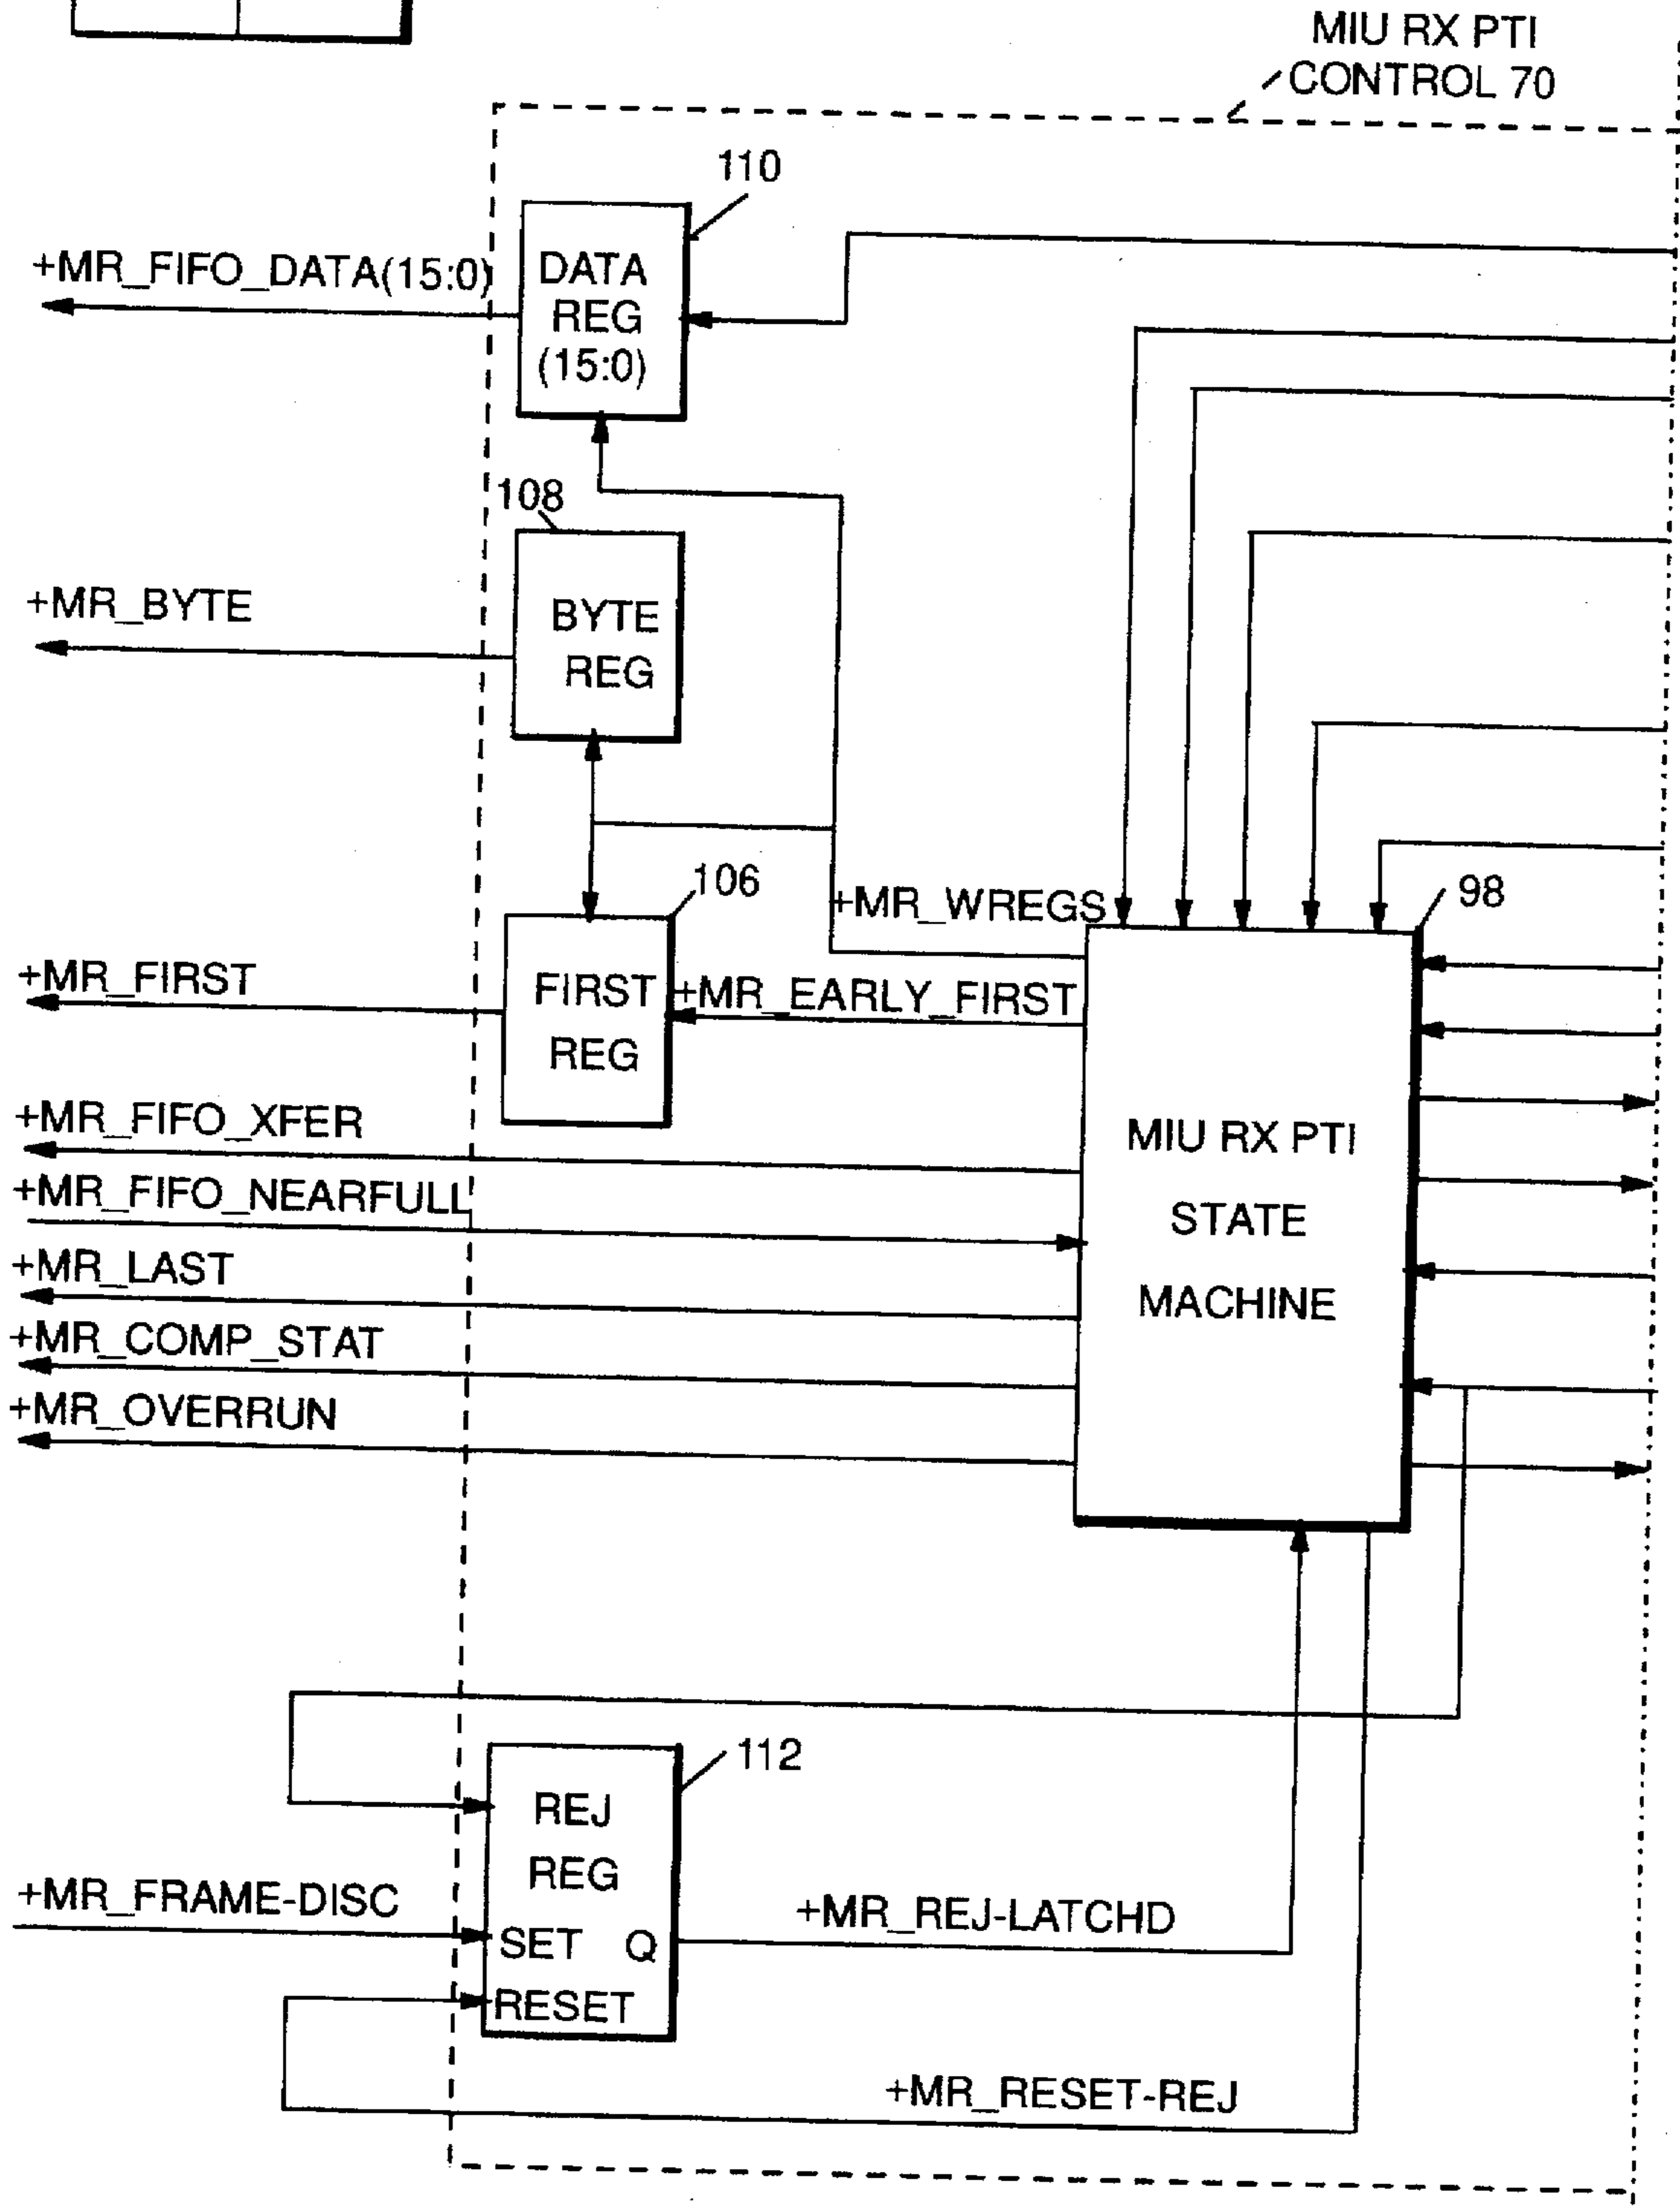 MIU RX PTI
CONTROL 70
110
+MR_FIFO_DATA(15:0)
DATA
REG
(15:0)
108
+MR_BYTE
BYTE
REG
106
+MR_WREGS
98
+MR_FIRST
FIRST
REG
+MR_EARLY_FIRST
+MR_FIFO_XFER
+MR_FIFO_NEARFULL
+MR_LAST
+MR_COMP_STAT
+MR_OVERRUN
MIU RX PTI
STATE
MACHINE
112
REJ
REG
+MR_FRAME-DISC
SET Q
RESET
+MR_REJ-LATCHD
+MR_RESET-REJ